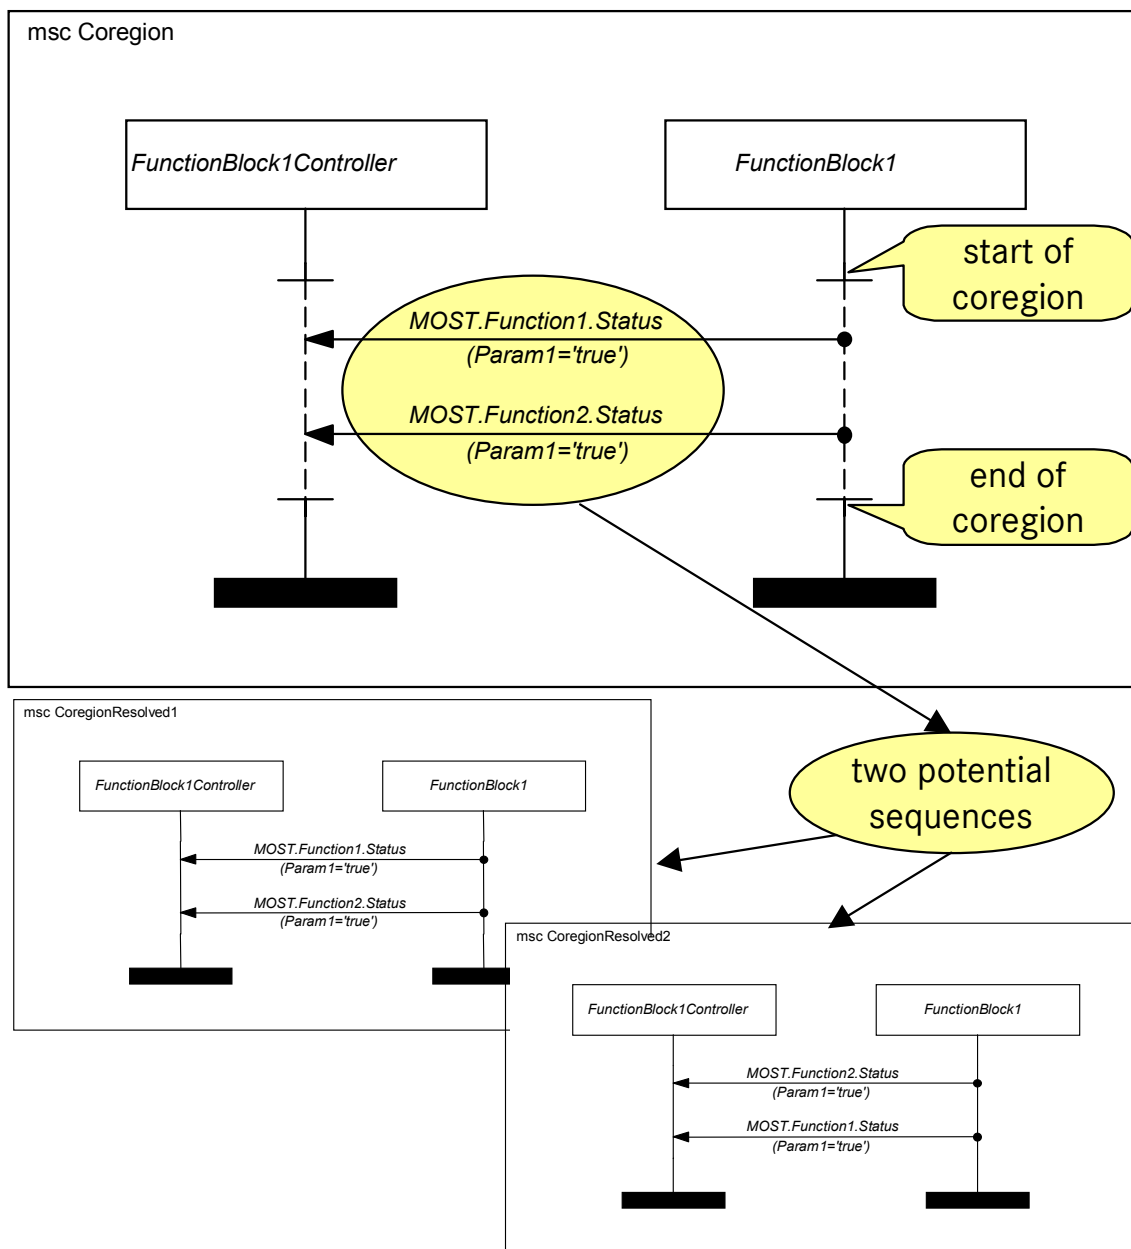 msc Coregion
FunctionBlock1Controller
FunctionBlock1
start of
coregion
MOST.Function1.Status
(Param1='true')
MOST.Function2.Status
(Param1='true')
end of
coregion
two potential
sequences
msc CoregionResolved1
FunctionBlock1Controller
FunctionBlock1
MOST.Function1.Status
(Param1='true')
MOST.Function2.Status
(Param1='true')
msc CoregionResolved2
FunctionBlock1Controller
FunctionBlock1
MOST.Function2.Status
(Param1='true')
MOST.Function1.Status
(Param1='true')